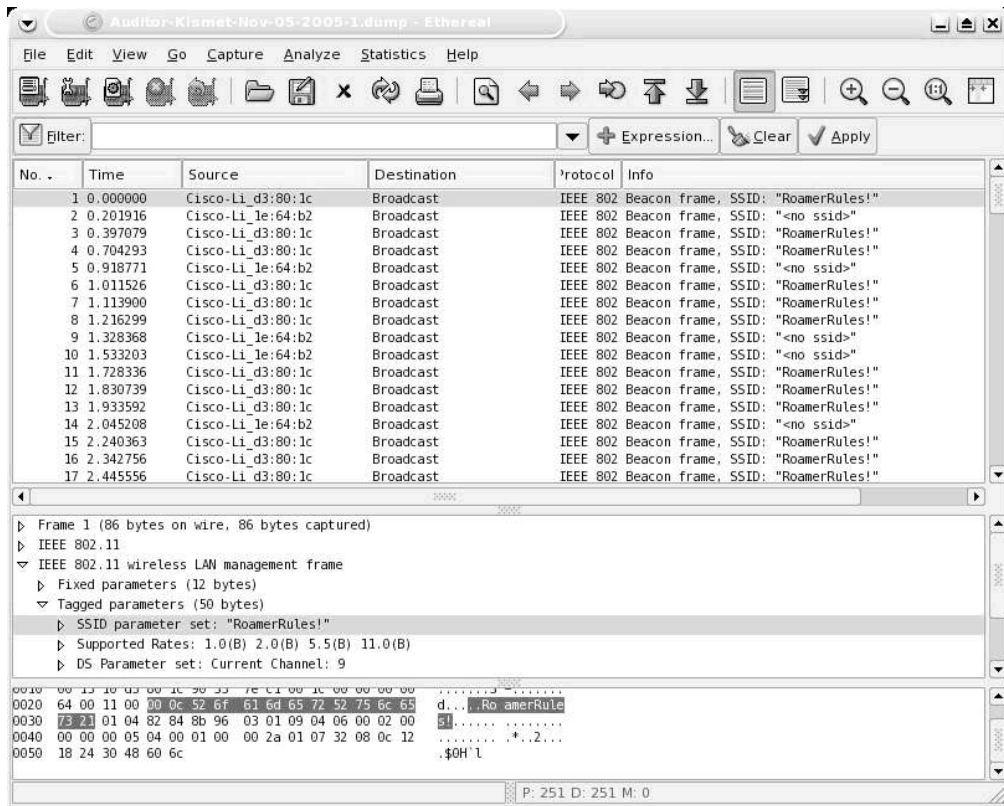 Auditor-Kismet-Nov-05-2005-1.dump - Ethereal
File Edit View Go Capture Analyze Statistics Help
Filter: Expression... Clear Apply
No. . Time Source Destination Protocol Info
1 0.000000 Cisco-Li_d3:80:1c Broadcast IEEE 802 Beacon frame, SSID: "RoamerRules!"
2 0.201916 Cisco-Li_1e:64:b2 Broadcast IEEE 802 Beacon frame, SSID: "<no ssid>"
3 0.397079 Cisco-Li_d3:80:1c Broadcast IEEE 802 Beacon frame, SSID: "RoamerRules!"
4 0.704293 Cisco-Li_d3:80:1c Broadcast IEEE 802 Beacon frame, SSID: "RoamerRules!"
5 0.918771 Cisco-Li_1e:64:b2 Broadcast IEEE 802 Beacon frame, SSID: "<no ssid>"
6 1.011526 Cisco-Li_d3:80:1c Broadcast IEEE 802 Beacon frame, SSID: "RoamerRules!"
7 1.113900 Cisco-Li_d3:80:1c Broadcast IEEE 802 Beacon frame, SSID: "RoamerRules!"
8 1.216299 Cisco-Li_d3:80:1c Broadcast IEEE 802 Beacon frame, SSID: "RoamerRules!"
9 1.328368 Cisco-Li_1e:64:b2 Broadcast IEEE 802 Beacon frame, SSID: "<no ssid>"
10 1.533203 Cisco-Li_1e:64:b2 Broadcast IEEE 802 Beacon frame, SSID: "<no ssid>"
11 1.728336 Cisco-Li_d3:80:1c Broadcast IEEE 802 Beacon frame, SSID: "RoamerRules!"
12 1.830739 Cisco-Li_d3:80:1c Broadcast IEEE 802 Beacon frame, SSID: "RoamerRules!"
13 1.933592 Cisco-Li_d3:80:1c Broadcast IEEE 802 Beacon frame, SSID: "RoamerRules!"
14 2.045208 Cisco-Li_1e:64:b2 Broadcast IEEE 802 Beacon frame, SSID: "<no ssid>"
15 2.240363 Cisco-Li_d3:80:1c Broadcast IEEE 802 Beacon frame, SSID: "RoamerRules!"
16 2.342756 Cisco-Li_d3:80:1c Broadcast IEEE 802 Beacon frame, SSID: "RoamerRules!"
17 2.445556 Cisco-Li_d3:80:1c Broadcast IEEE 802 Beacon frame, SSID: "RoamerRules!"
Frame 1 (86 bytes on wire, 86 bytes captured)
IEEE 802.11
IEEE 802.11 wireless LAN management frame
Fixed parameters (12 bytes)
Tagged parameters (50 bytes)
SSID parameter set: "RoamerRules!"
Supported Rates: 1.0(B) 2.0(B) 5.5(B) 11.0(B)
DS Parameter set: Current Channel: 9
0010 00 13 10 d3 80 1c 90 33 7e c1 00 1c 00 00 00 00
0020 64 00 11 00 00 0c 52 6f 61 6d 65 72 52 75 6c 65 d.....Ro amerRule
0030 73 21 01 04 82 84 8b 96 03 01 09 04 06 00 02 00 s!...... ........
0040 00 00 00 05 04 00 01 00 00 2a 01 07 32 08 0c 12 ........ .*..2...
0050 18 24 30 48 60 6c .$0H`l
P: 251 D: 251 M: 0